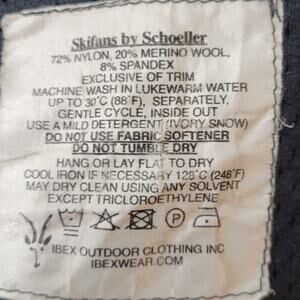 Skifans by Schoeller
72% NYLON, 20% MERINO WOOL,
8% SPANDEX
EXCLUSIVE OF TRIM
MACHINE WASH IN LUKEWARM WATER
UP TO 30°C (88°F), SEPARATELY,
GENTLE CYCLE, INSIDE OUT
USE A MILD DETERGENT (IVORY SNOW)
DO NOT USE FABRIC SOFTENER
DO NOT TUMBLE DRY
HANG OR LAY FLAT TO DRY
COOL IRON IF NECESSARY 128°C (248°F)
MAY DRY CLEAN USING ANY SOLVENT
EXCEPT TRICLOROETHYLENE
P
IBEX OUTDOOR CLOTHING INC
IBEXWEAR.COM